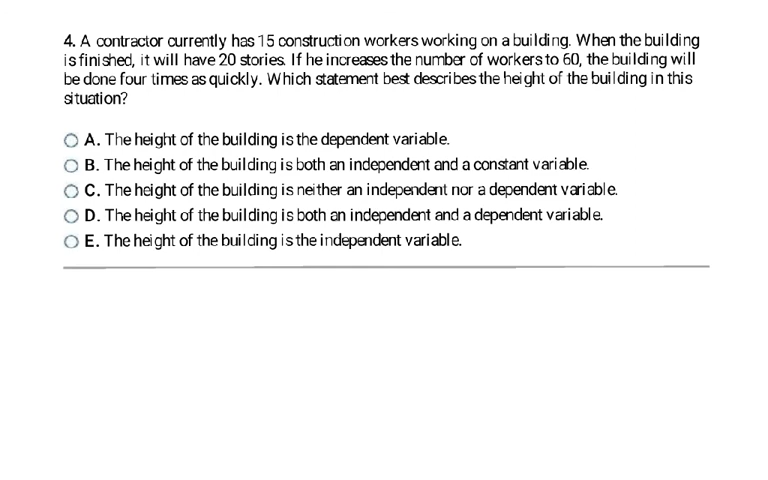 4. A contractor currently has 15 construction workers working on a building. When the building
is finished, it will have 20 stories. If he increases the number of workers to 60, the building will
be done four times as quickly. Which statement best describes the height of the building in this
situation?
A. The height of the building is the dependent variable.
B. The height of the building is both an independent and a constant variable.
C. The height of the building is neither an independent nor a dependent variable.
D. The height of the building is both an independent and a dependent variable.
E. The height of the building is the independent variable.